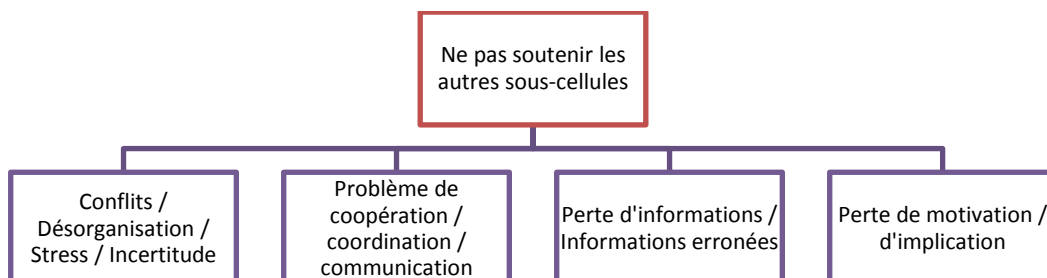 Ne pas soutenir les
autres sous-cellules
Conflits /
Désorganisation /
Stress / Incertitude
Problème de
coopération /
coordination /
communication
Perte d'informations /
Informations erronées
Perte de motivation /
d'implication